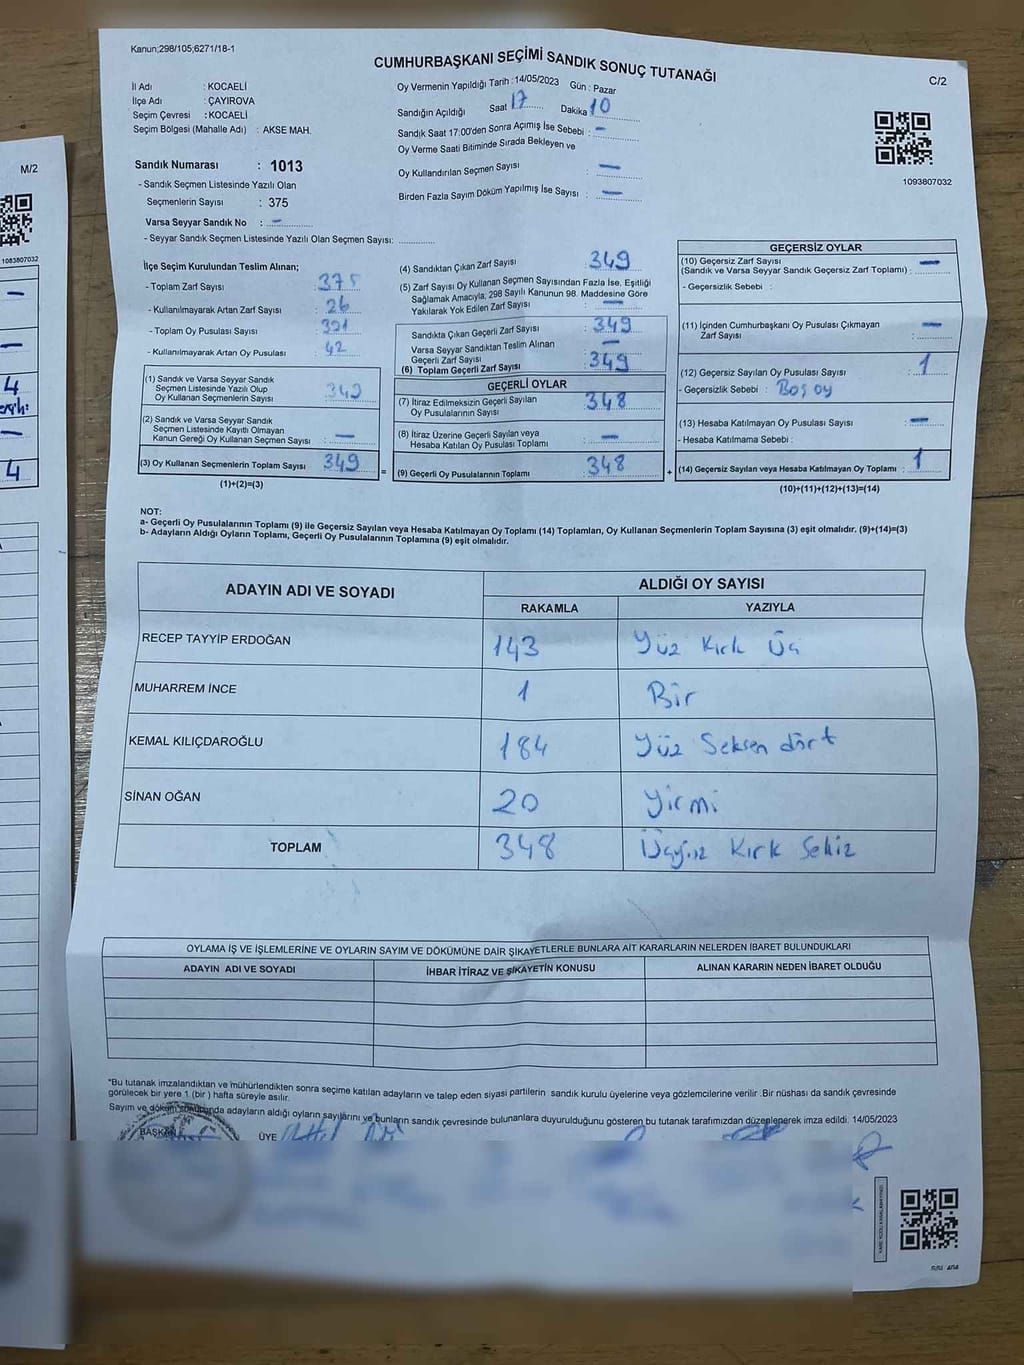 Kanun;298/105;6271/18-1
CUMHURBAŞKANI SEÇİMİ SANDIK SONUÇ TUTANAĞI
C/2
İl Adı : KOCAELİ
İlçe Adı : ÇAYIROVA
Seçim Çevresi : KOCAELİ
Seçim Bölgesi (Mahalle Adı) : AKSE MAH.
Sandık Numarası : 1013
- Sandık Seçmen Listesinde Yazılı Olan
Seçmenlerin Sayısı : 375
Varsa Seyyar Sandık No : -
- Seyyar Sandık Seçmen Listesinde Yazılı Olan Seçmen Sayısı:
Oy Vermenin Yapıldığı Tarih : 14/05/2023 Gün : Pazar
Sandığın Açıldığı Saat 17 Dakika 10
Sandık Saat 17:00'den Sonra Açımış İse Sebebi : -
Oy Verme Saati Bitiminde Sırada Bekleyen ve
Oy Kullandırılan Seçmen Sayısı -
Birden Fazla Sayım Döküm Yapılmış İse Sayısı : -
1093807032
İlçe Seçim Kurulundan Teslim Alınan;
- Toplam Zarf Sayısı : 375
- Kullanılmayarak Artan Zarf Sayısı : 26
- Toplam Oy Pusulası Sayısı : 391
- Kullanılmayarak Artan Oy Pusulası : 42
(1) Sandık ve Varsa Seyyar Sandık
Seçmen Listesinde Yazılı Olup
Oy Kullanan Seçmenlerin Sayısı : 349
(2) Sandık ve Varsa Seyyar Sandık
Seçmen Listesinde Kayıtlı Olmayan
Kanun Gereği Oy Kullanan Seçmen Sayısı : -
(3) Oy Kullanan Seçmenlerin Toplam Sayısı : 349
(1)+(2)=(3)
(4) Sandıktan Çıkan Zarf Sayısı : 349
(5) Zarf Sayısı Oy Kullanan Seçmen Sayısından Fazla İse, Eşitliği
Sağlamak Amacıyla, 298 Sayılı Kanunun 98. Maddesine Göre
Yakılarak Yok Edilen Zarf Sayısı : -
Sandıkta Çıkan Geçerli Zarf Sayısı : 349
Varsa Seyyar Sandıktan Teslim Alınan
Geçerli Zarf Sayısı : -
(6) Toplam Geçerli Zarf Sayısı : 349
GEÇERLİ OYLAR
(7) İtiraz Edilmeksizin Geçerli Sayılan
Oy Pusulalarının Sayısı : 348
(8) İtiraz Üzerine Geçerli Sayılan veya
Hesaba Katılan Oy Pusulası Toplamı : -
= (9) Geçerli Oy Pusulalarının Toplamı : 348
GEÇERSİZ OYLAR
(10) Geçersiz Zarf Sayısı
(Sandık ve Varsa Seyyar Sandık Geçersiz Zarf Toplamı) : -
- Geçersizlik Sebebi :
(11) İçinden Cumhurbaşkanı Oy Pusulası Çıkmayan
Zarf Sayısı : -
(12) Geçersiz Sayılan Oy Pusulası Sayısı : 1
- Geçersizlik Sebebi : Boş oy
(13) Hesaba Katılmayan Oy Pusulası Sayısı : -
- Hesaba Katılmama Sebebi :
+ (14) Geçersiz Sayılan veya Hesaba Katılmayan Oy Toplamı : 1
(10)+(11)+(12)+(13)=(14)
NOT:
a- Geçerli Oy Pusulalarının Toplamı (9) ile Geçersiz Sayılan veya Hesaba Katılmayan Oy Toplamı (14) Toplamları, Oy Kullanan Seçmenlerin Toplam Sayısına (3) eşit olmalıdır. (9)+(14)=(3)
b- Adayların Aldığı Oyların Toplamı, Geçerli Oy Pusulalarının Toplamına (9) eşit olmalıdır.
ADAYIN ADI VE SOYADI ALDIĞI OY SAYISI
RAKAMLA YAZIYLA
RECEP TAYYİP ERDOĞAN 143 Yüz Kırk Üç
MUHARREM İNCE 1 Bir
KEMAL KILIÇDAROĞLU 184 Yüz Seksen dört
SİNAN OĞAN 20 Yirmi
TOPLAM 348 Üçyüz Kırk Sekiz
OYLAMA İŞ VE İŞLEMLERİNE VE OYLARIN SAYIM VE DÖKÜMÜNE DAİR ŞİKAYETLERLE BUNLARA AİT KARARLARIN NELERDEN İBARET BULUNDUKLARI
ADAYIN ADI VE SOYADI İHBAR İTİRAZ VE ŞİKAYETİN KONUSU ALINAN KARARIN NEDEN İBARET OLDUĞU
"Bu tutanak imzalandıktan ve mühürlendikten sonra seçime katılan adayların ve talep eden siyasi partilerin sandık kurulu üyelerine veya gözlemcilerine verilir .Bir nüshası da sandık çevresinde
görülecek bir yere 1 (bir ) hafta süreyle asılır.
Sayım ve döküm sonucunda adayların aldığı oyların sayılarını ve bunların sandık çevresinde bulunanlara duyurulduğunu gösteren bu tutanak tarafımızdan düzenlenerek imza edildi. 14/05/2023
BAŞKAN ÜYE
M/2
1083807032
-
-
4
-
4